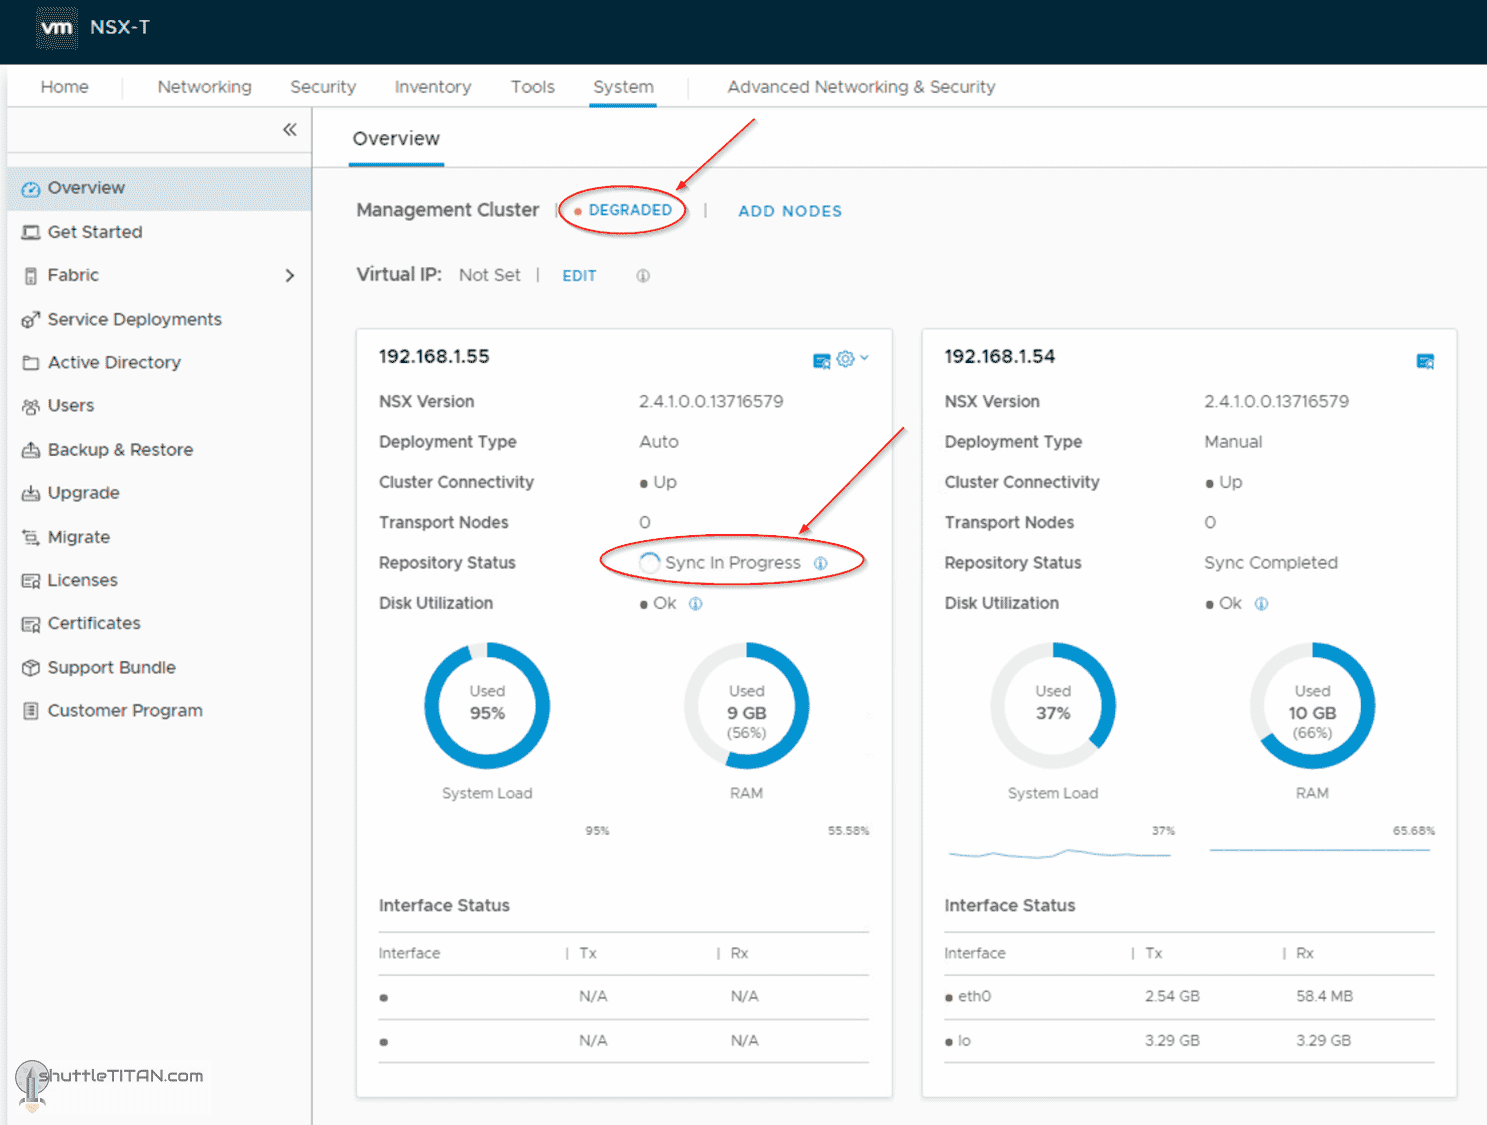 vm NSX-T
Home Networking Security Inventory Tools System Advanced Networking & Security
Overview
Get Started
Fabric
Service Deployments
Active Directory
Users
Backup & Restore
Upgrade
Migrate
Licenses
Certificates
Support Bundle
Customer Program
shuttleTITAN.com
Overview
Management Cluster | DEGRADED | ADD NODES
Virtual IP: Not Set | EDIT
192.168.1.55
NSX Version 2.4.1.0.0.13716579
Deployment Type Auto
Cluster Connectivity Up
Transport Nodes 0
Repository Status Sync In Progress
Disk Utilization Ok
Used
95%
System Load
95%
Used
9 GB
(56%)
RAM
55.58%
Interface Status
Interface | Tx | Rx
N/A N/A
N/A N/A
192.168.1.54
NSX Version 2.4.1.0.0.13716579
Deployment Type Manual
Cluster Connectivity Up
Transport Nodes 0
Repository Status Sync Completed
Disk Utilization Ok
Used
37%
System Load
37%
Used
10 GB
(66%)
RAM
65.68%
Interface Status
Interface | Tx | Rx
eth0 2.54 GB 58.4 MB
lo 3.29 GB 3.29 GB